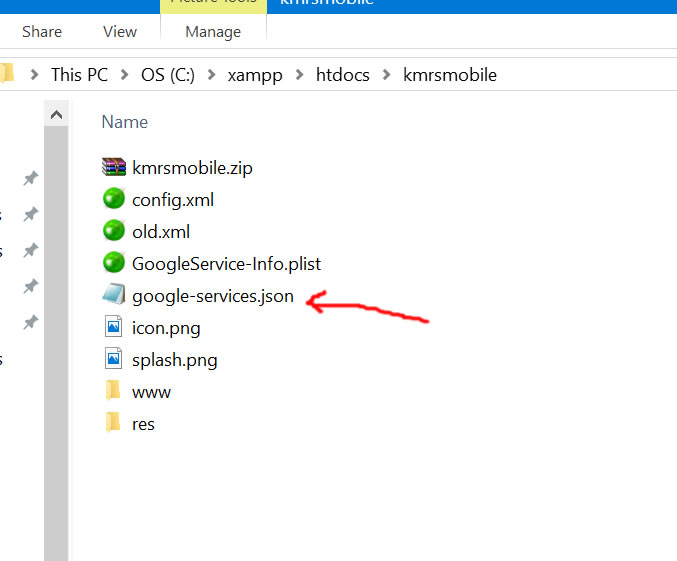 Picture Tools kmrsmobile
Share View Manage
This PC > OS (C:) > xampp > htdocs > kmrsmobile
Name
kmrsmobile.zip
config.xml
old.xml
GoogleService-Info.plist
google-services.json
icon.png
splash.png
www
res